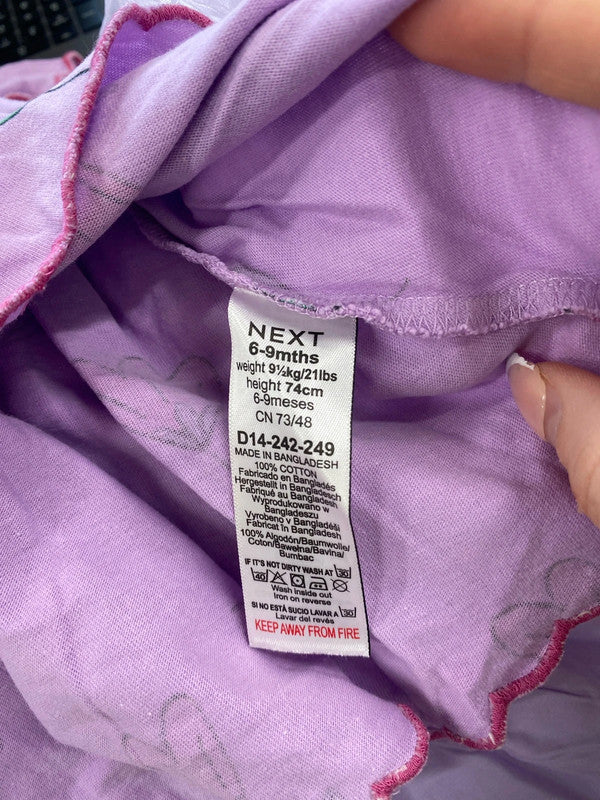 NEXT
6-9mths
weight 9½kg/21lbs
height 74cm
6-9meses
CN 73/48
D14-242-249
MADE IN BANGLADESH
100% COTTON
Fabricado en Bangladés
Hergestellt in Bangladesh
Fabriqué au Bangladesh
Wyprodukowano w
Bangladeszu
Vyrobeno v Bangladéši
Fabricat în Bangladesh
100% Algodón/Baumwolle/
Coton/Bawełna/Bavlna/
Bumbac
IF IT'S NOT DIRTY WASH AT 30
40
Wash inside out
Iron on reverse
SI NO ESTÁ SUCIO LAVAR A 30
Lavar del revés
KEEP AWAY FROM FIRE